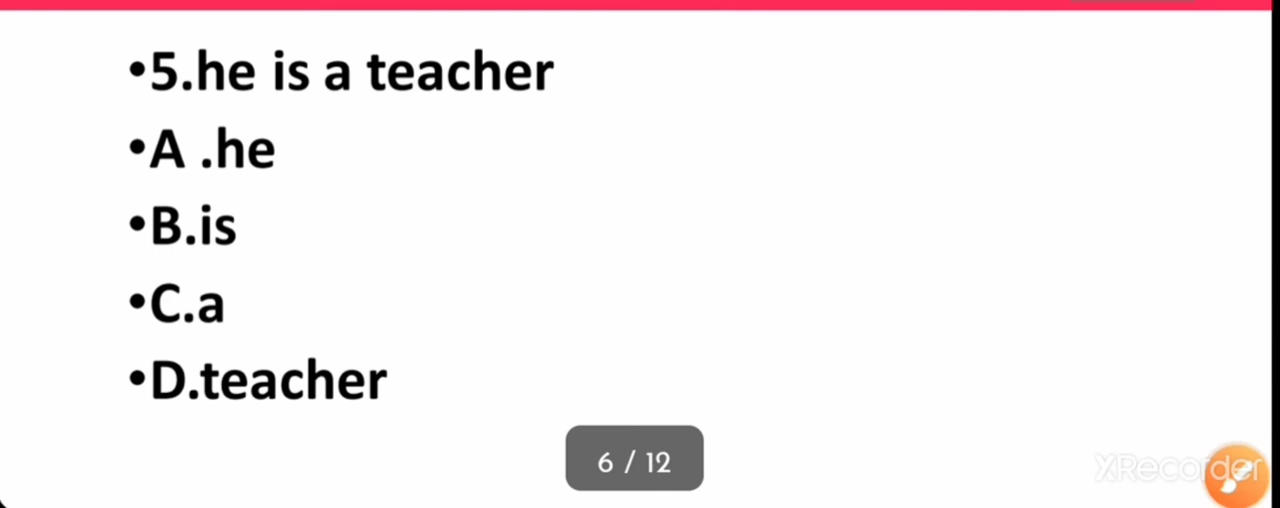 •5.he is a teacher
•A .he
•B.is
•C.a
•D.teacher
6 / 12
XRecorder